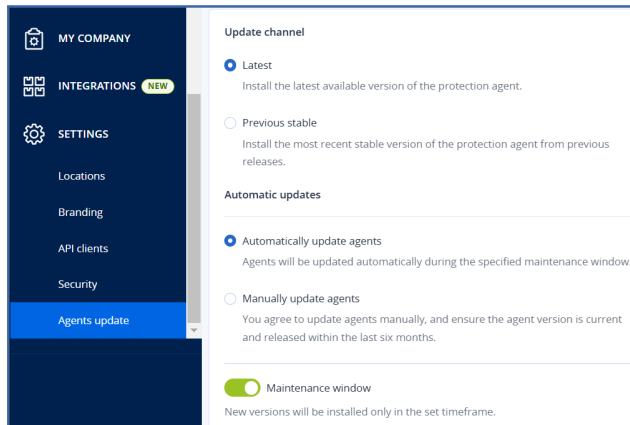 MY COMPANY
INTEGRATIONS NEW
SETTINGS
Locations
Branding
API clients
Security
Agents update
Update channel
Latest
Install the latest available version of the protection agent.
Previous stable
Install the most recent stable version of the protection agent from previous
releases.
Automatic updates
Automatically update agents
Agents will be updated automatically during the specified maintenance window
Manually update agents
You agree to update agents manually, and ensure the agent version is current
and released within the last six months.
Maintenance window
New versions will be installed only in the set timeframe.